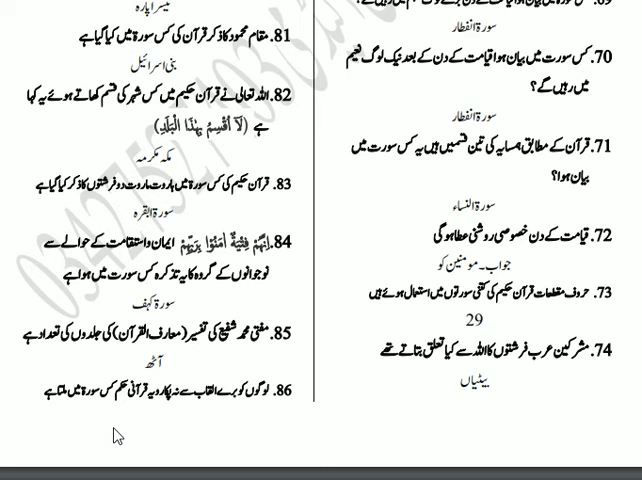 سورۃ انفطار
70. کس سورت میں بیان ہوا قیامت کے دن کے بعد نیک لوگ نعیم
میں رہیں گے؟
سورۃ انفطار
71. قرآن کے مطابق ہمسایہ کی تین قسمیں ہیں یہ کس سورت میں
بیان ہوا؟
سورۃ النساء
72. قیامت کے دن خصوصی روشنی عطا ہوگی
جواب۔مومنین کو
73. حروف مقطعات قرآن حکیم کی کتنی سورتوں میں استعمال ہوئے ہیں
29
74. مشرکین عرب فرشتوں کا اللہ سے کیا تعلق بتاتے تھے
بیٹیاں
تیسرا پارہ
81. مقام محمود کا ذکر قرآن کی کس سورۃ میں کیا گیا ہے
بنی اسرائیل
82. اللہ تعالی نے قرآن حکیم میں کس شہر کی قسم کھاتے ہوئے یہ کہا
ہے (لَآ اُقْسِمُ بِهٰذَا الْبَلَدِ)
مکہ مکرمہ
83. قرآن حکیم کی کس سورۃ میں ہاروت ماروت دو فرشتوں کا ذکر کیا گیا ہے
سورۃ البقرہ
84. اِنَّهُمْ فِتْيَةٌ اٰمَنُوْا بِرَبِّهِمْ ایمان واستقامت کے حوالے سے
نوجوانوں کے گروہ کا یہ تذکرہ کس سورت میں ہوا ہے
سورۃ کہف
85. مفتی محمد شفیع کی تفسیر (معارف القرآن) کی جلدوں کی تعداد ہے
آٹھ
86. لوگوں کو برے القاب سے نہ پکارو یہ قرآنی حکم کس سورۃ میں ملتا ہے